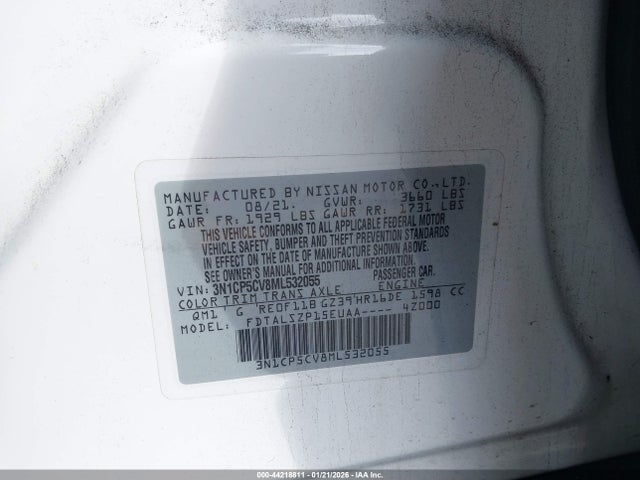 MANUFACTURED BY NISSAN MOTOR CO.,LTD.
DATE: 08/21. GVWR: 3660 LBS
GAWR FR: 1929 LBS GAWR RR: 1731 LBS
THIS VEHICLE CONFORMS TO ALL APPLICABLE FEDERAL MOTOR
VEHICLE SAFETY, BUMPER AND THEFT PREVENTION STANDARDS
IN EFFECT ON THE DATE OF MANUFACTURE SHOWN ABOVE.
SEE OWNER'S MANUAL FOR ADDITIONAL INFORMATION.
VIN: 3N1CP5CV8ML532055 PASSENGER CAR.
COLOR TRIM TRANS AXLE ENGINE
QM1 G RE0F11B GZ39 HR16DE 1598 CC
MODEL: FDTALSZP15EUAA---- 4Z000
3N1CP5CV8ML532055
000-44218811 - 01/21/2026 - IAA Inc.